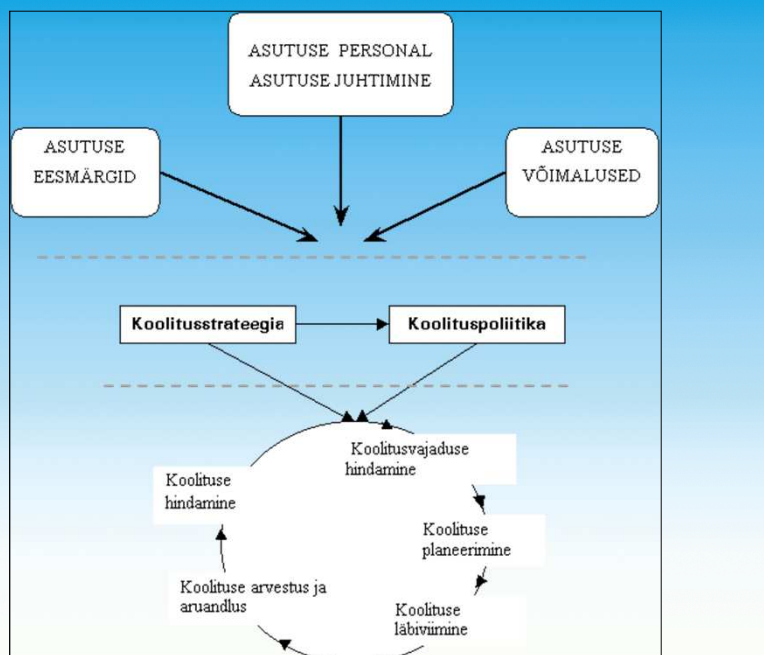 ASUTUSE PERSONAL
ASUTUSE JUHTIMINE
ASUTUSE
EESMÄRGID
ASUTUSE
VÕIMALUSED
Koolitusstrateegia
Koolituspoliitika
Koolitusvajaduse
hindamine
Koolituse
hindamine
Koolituse
planeerimine
Koolituse arvestus ja
aruandlus
Koolituse
läbiviimine